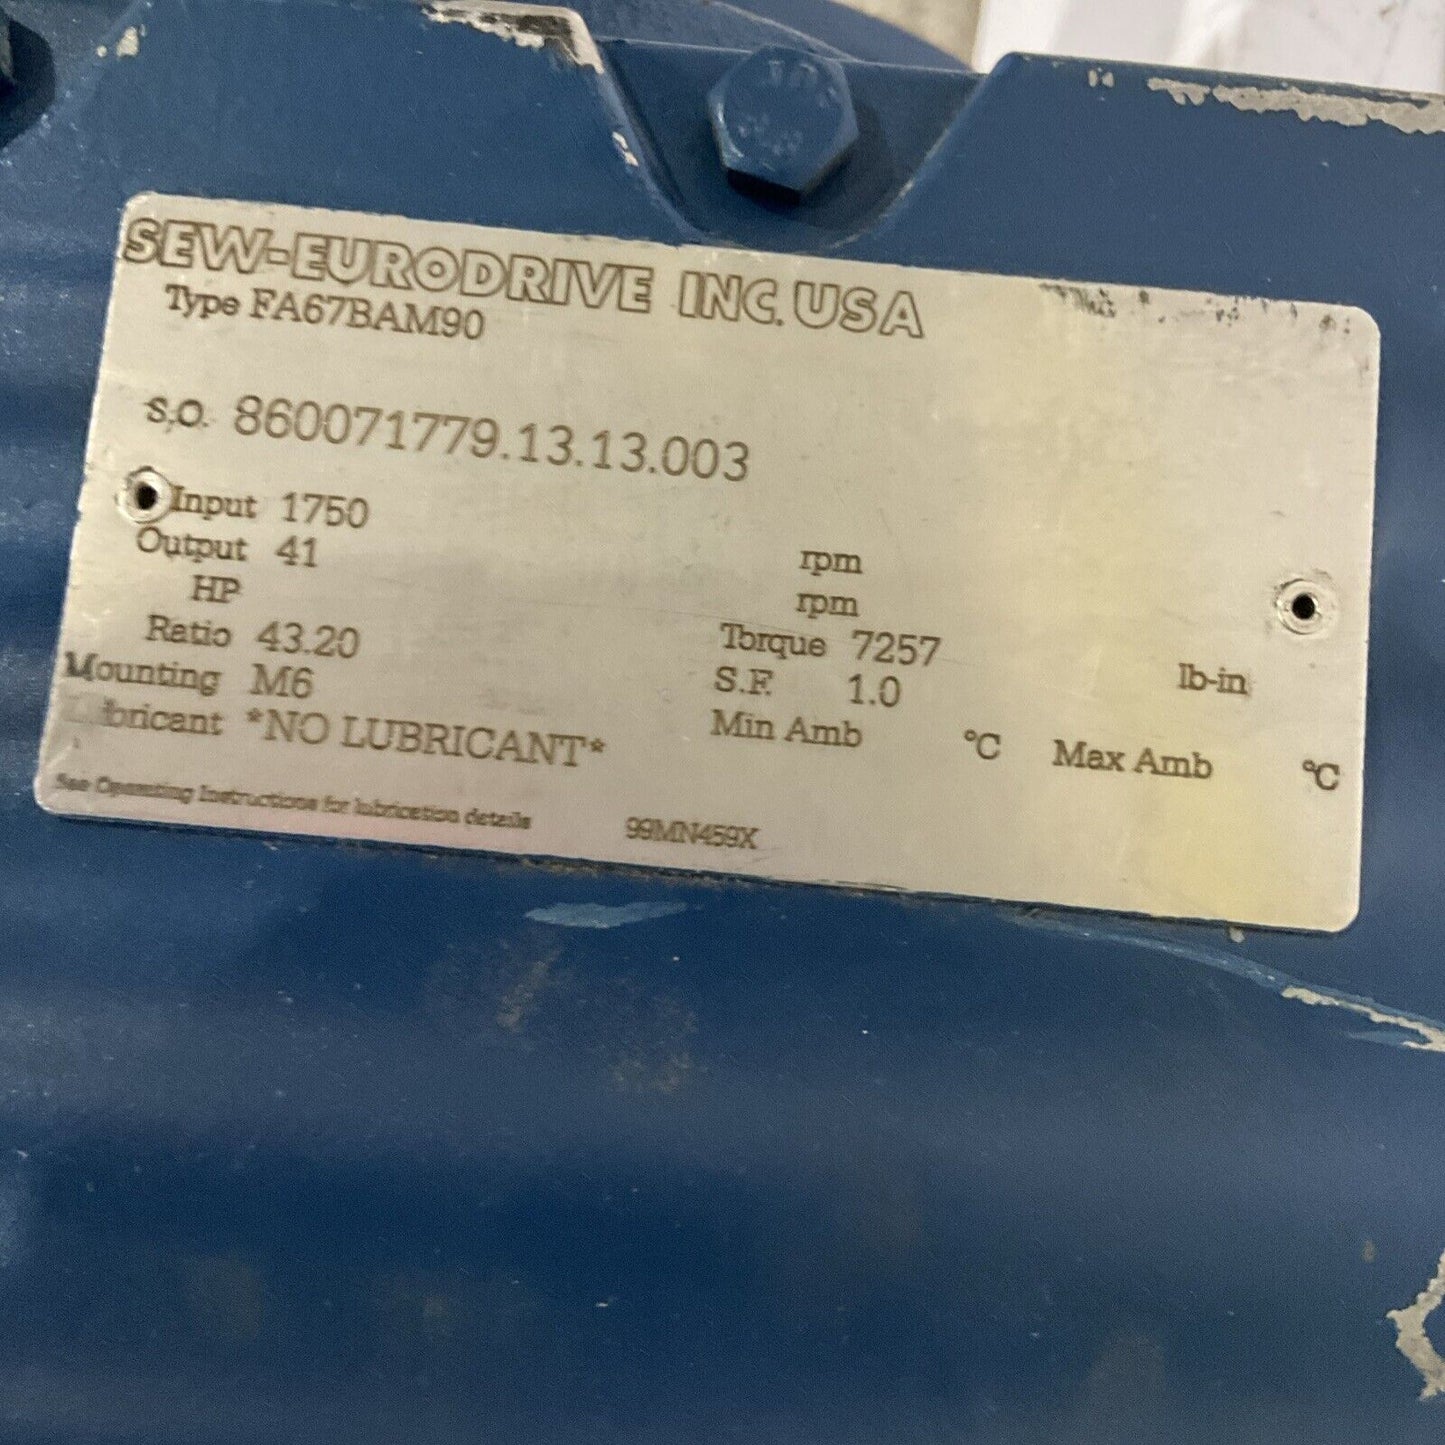 SEW-EURODRIVE INC. USA
Type FA67BAM90
S.O. 860071779.13.13.003
Input 1750 rpm
Output 41 rpm
HP
Ratio 43.20 Torque 7257 lb-in
Mounting M6 S.F. 1.0
Lubricant *NO LUBRICANT* Min Amb °C Max Amb °C
See Operating Instructions for lubrication details 99MN459X